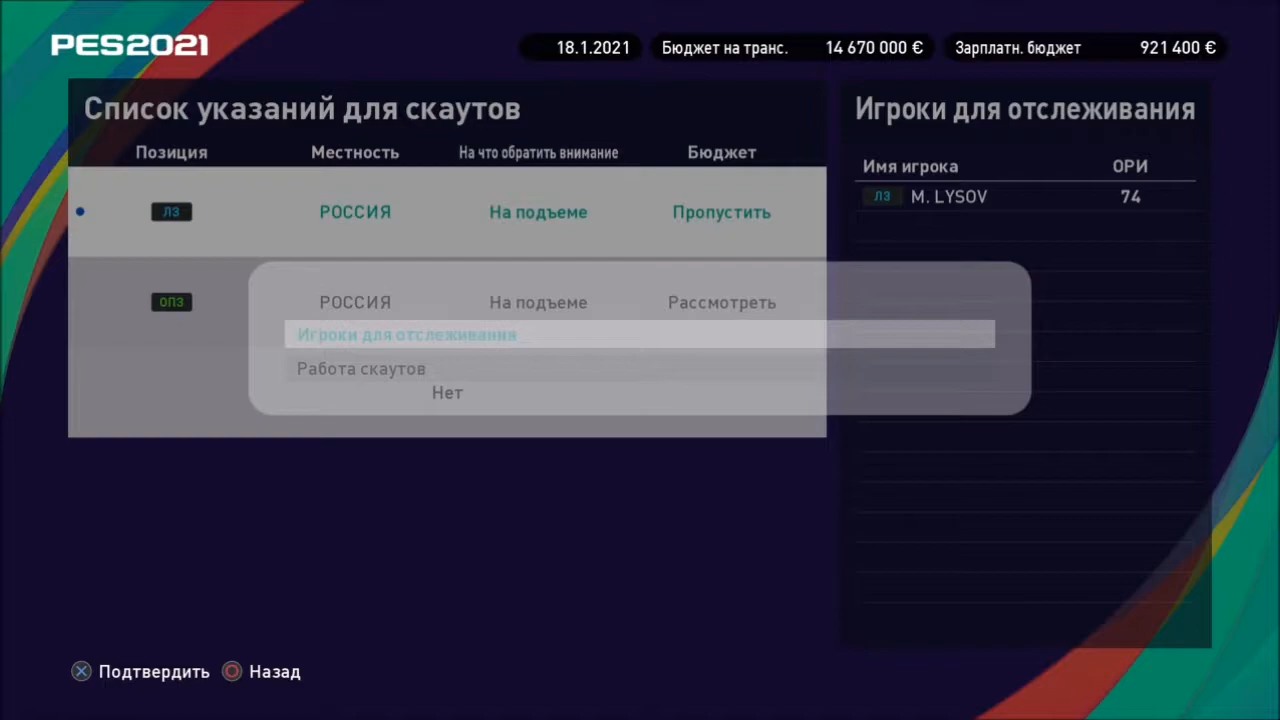 PES2021
18.1.2021 Бюджет на транс. 14 670 000 € Зарплатн. бюджет 921 400 €
Список указаний для скаутов
Позиция Местность На что обратить внимание Бюджет
ЛЗ РОССИЯ На подъеме Пропустить
ОПЗ РОССИЯ На подъеме Рассмотреть
Игроки для отслеживания
Работа скаутов
Нет
Игроки для отслеживания
Имя игрока ОРИ
ЛЗ M. LYSOV 74
Подтвердить Назад